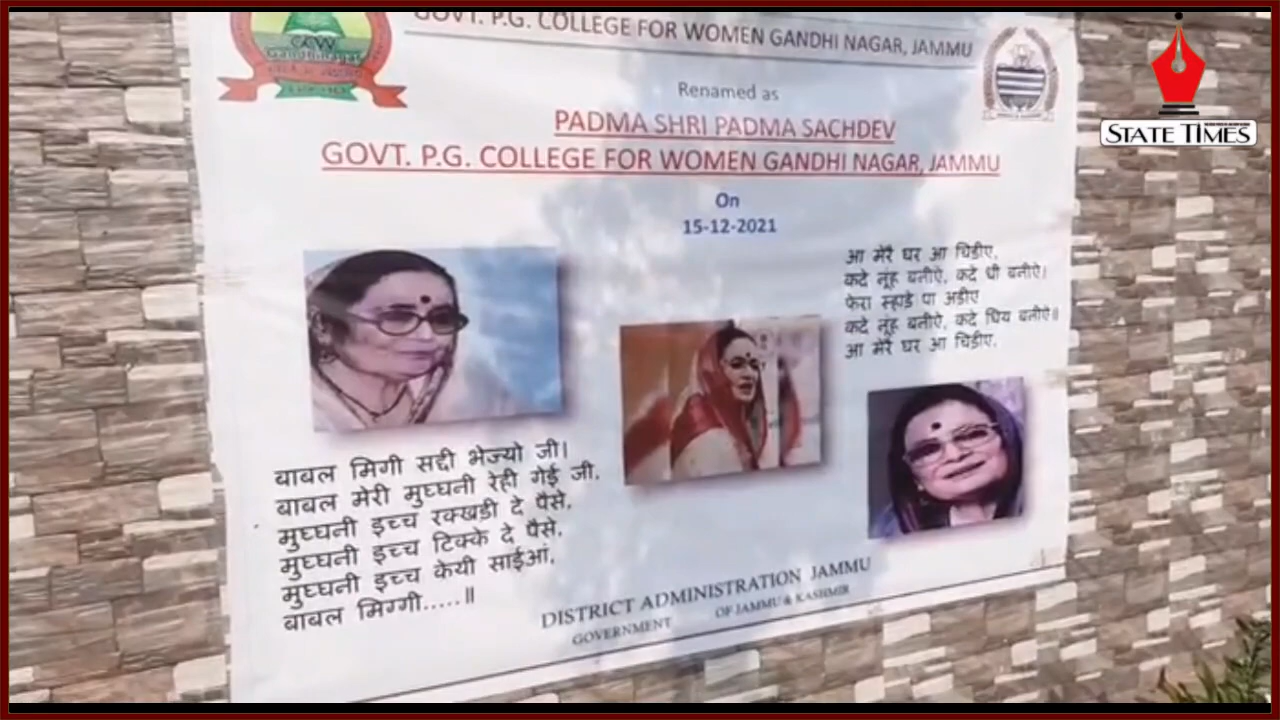 GOVT. P.G. COLLEGE FOR WOMEN GANDHI NAGAR, JAMMU
Renamed as
PADMA SHRI PADMA SACHDEV
GOVT. P.G. COLLEGE FOR WOMEN GANDHI NAGAR, JAMMU
On
15-12-2021
आ मेरै घर आ चिड़ीए,
कदे नूंह बनीऐ, कदे धी बनीऐ।
फेरा स्हाडे पा अड़ीए
कदे नूंह बनीऐ, कदे धिय बनीऐ॥
आ मेरै घर आ चिड़ीए,
बाबल मिगी सद्दी भेज्यो जी।
बाबल मेरी मुघ्घनी रेही गेई जी,
मुघ्घनी इच्च रक्खड़ी दे पैसे,
मुघ्घनी इच्च टिक्के दे पैसे,
मुघ्घनी इच्च केयी साईआं,
बाबल मिग्गी.....॥
DISTRICT ADMINISTRATION JAMMU
GOVERNMENT OF JAMMU & KASHMIR
GCW
Gandhinagar
STATE TIMES